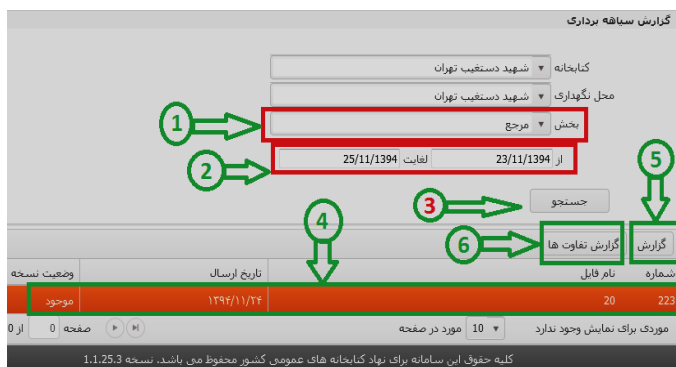 گزارش سیاهه برداری
کتابخانه شهید دستغیب تهران
محل نگهداری شهید دستغیب تهران
بخش مرجع
1
از 23/11/1394 لغایت 25/11/1394
2
5
جستجو
3
4
گزارش گزارش تفاوت ها
6
شماره نام فایل تاریخ ارسال وضعیت نسخه
223 20 ۱۳۹۴/۱۱/۲۴ موجود
موردی برای نمایش وجود ندارد 10 مورد در صفحه صفحه 0 از 0
کلیه حقوق این سامانه برای نهاد کتابخانه های عمومی کشور محفوظ می باشد. نسخه 1.1.25.3